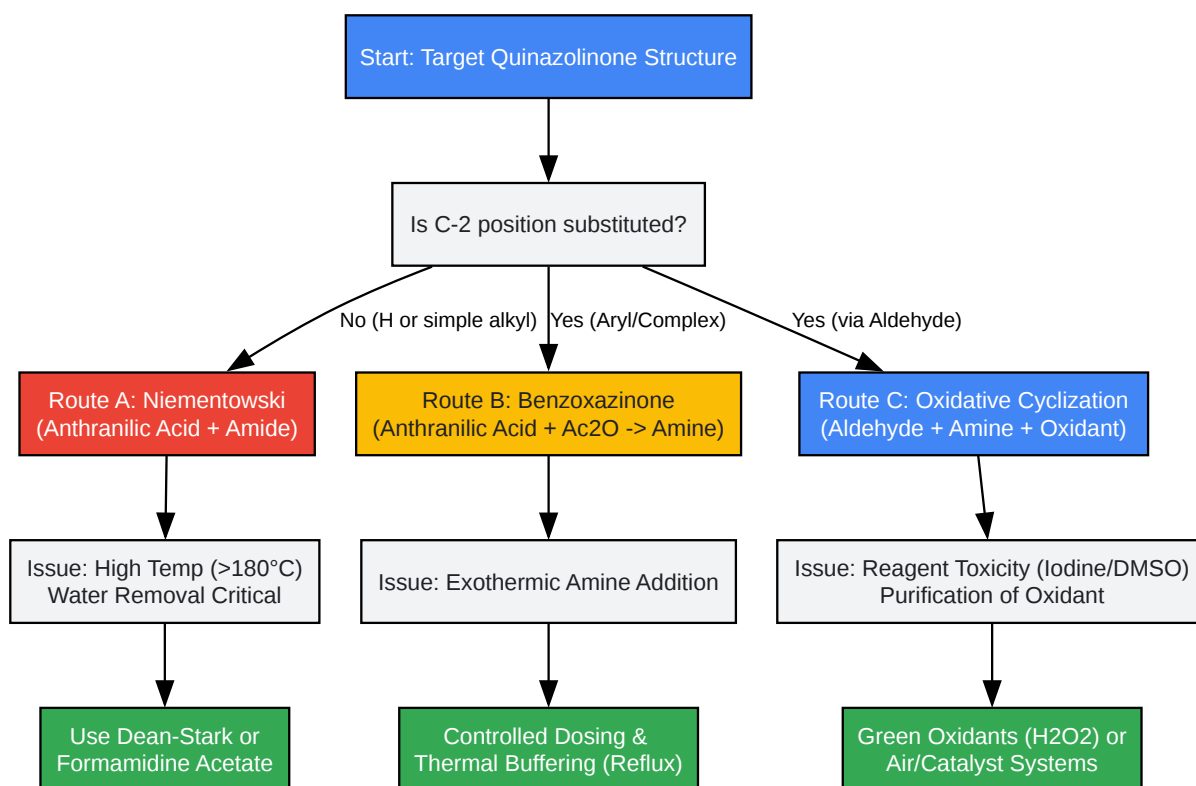 Start: Target Quinazolinone Structure
Is C-2 position substituted?
No (H or simple alkyl)
Yes (Aryl/Complex)
Yes (via Aldehyde)
Route A: Niementowski
(Anthranilic Acid + Amide)
Route B: Benzoxazinone
(Anthranilic Acid + Ac2O -> Amine)
Route C: Oxidative Cyclization
(Aldehyde + Amine + Oxidant)
Issue: High Temp (>180°C)
Water Removal Critical
Issue: Exothermic Amine Addition
Issue: Reagent Toxicity (Iodine/DMSO)
Purification of Oxidant
Use Dean-Stark or
Formamidine Acetate
Controlled Dosing &
Thermal Buffering (Reflux)
Green Oxidants (H2O2) or
Air/Catalyst Systems